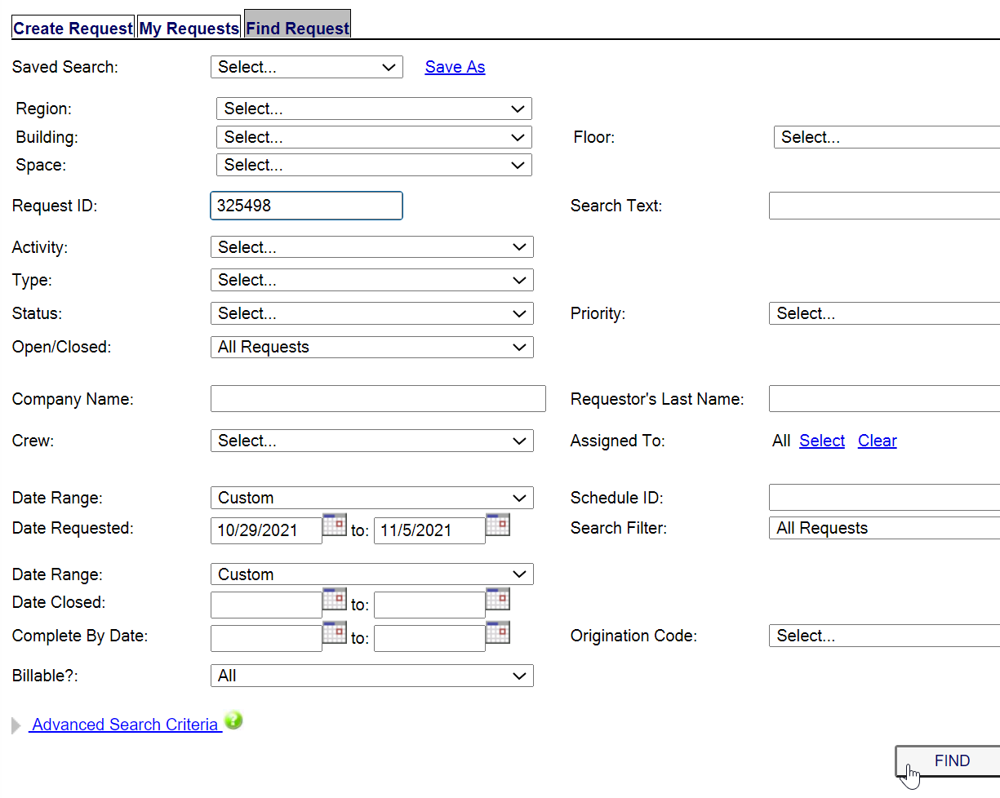 Create Request My Requests Find Request
Saved Search: Select... Save As
Region: Select...
Building: Select... Floor: Select...
Space: Select...
Request ID: 325498 Search Text:
Activity: Select...
Type: Select...
Status: Select... Priority: Select...
Open/Closed: All Requests
Company Name: Requestor's Last Name:
Crew: Select... Assigned To: All Select Clear
Date Range: Custom Schedule ID:
Date Requested: 10/29/2021 to: 11/5/2021 Search Filter: All Requests
Date Range: Custom
Date Closed: to:
Complete By Date: to: Origination Code: Select...
Billable?: All
Advanced Search Criteria ?
FIND